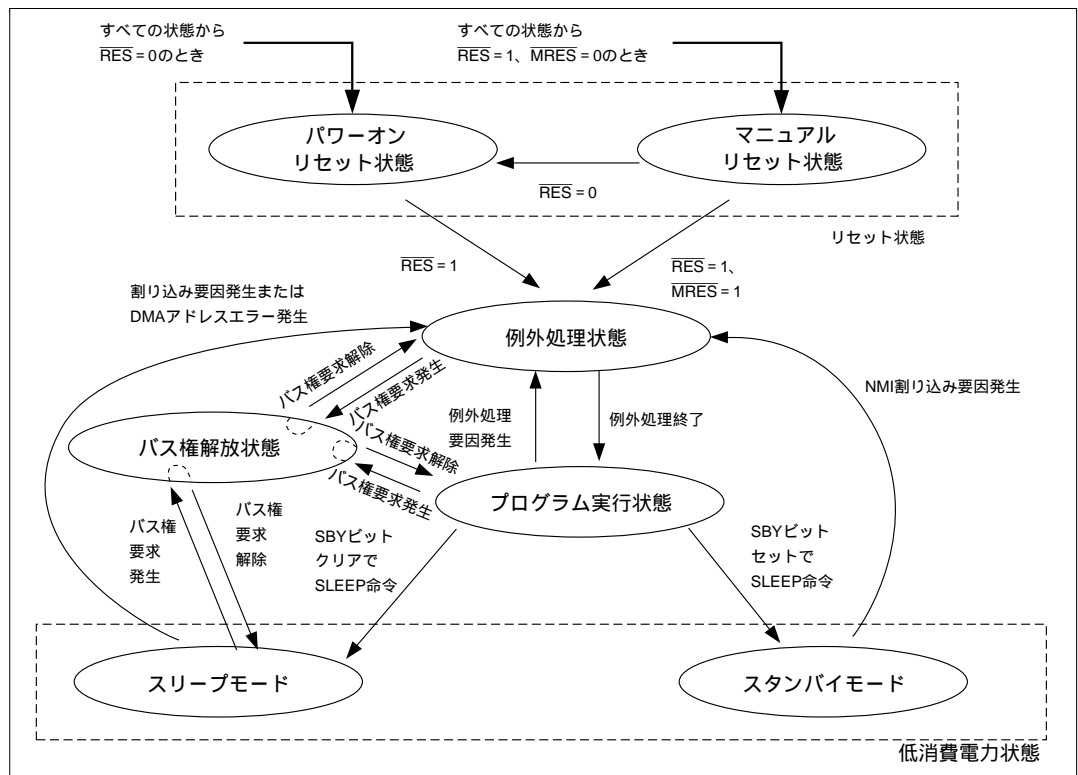 すべての状態から
R̅E̅S̅ = 0のとき
すべての状態から
R̅E̅S̅ = 1、M̅R̅E̅S̅ = 0のとき
パワーオン
リセット状態
マニュアル
リセット状態
R̅E̅S̅ = 0
リセット状態
R̅E̅S̅ = 1
R̅E̅S̅ = 1、
M̅R̅E̅S̅ = 1
割り込み要因発生または
DMAアドレスエラー発生
例外処理状態
バス権要求解除
バス権要求発生
NMI割り込み要因発生
例外処理
要因発生
例外処理終了
バス権解放状態
バス権要求解除
バス権要求発生
プログラム実行状態
バス権
要求
発生
バス権
要求
解除
SBYビット
クリアで
SLEEP命令
SBYビット
セットで
SLEEP命令
スリープモード
スタンバイモード
低消費電力状態